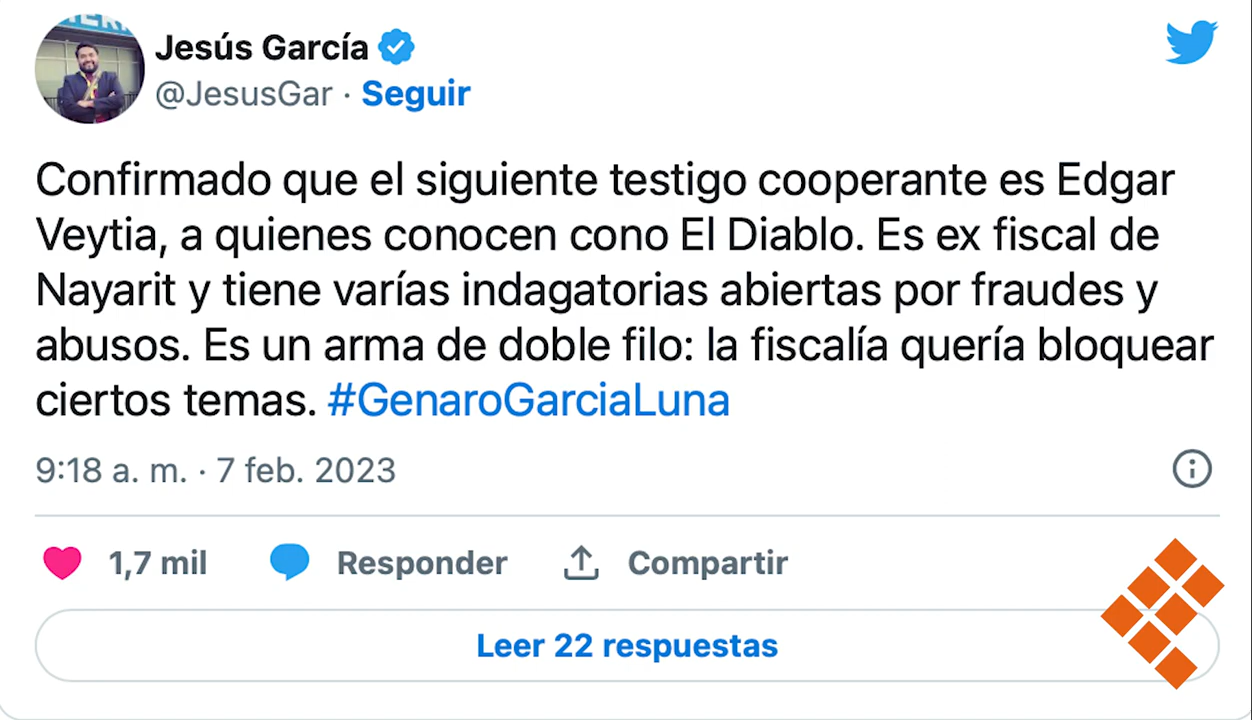 Jesús García
@JesusGar · Seguir
Confirmado que el siguiente testigo cooperante es Edgar
Veytia, a quienes conocen cono El Diablo. Es ex fiscal de
Nayarit y tiene varías indagatorias abiertas por fraudes y
abusos. Es un arma de doble filo: la fiscalía quería bloquear
ciertos temas. #GenaroGarciaLuna
9:18 a. m. · 7 feb. 2023
1,7 mil Responder Compartir
Leer 22 respuestas